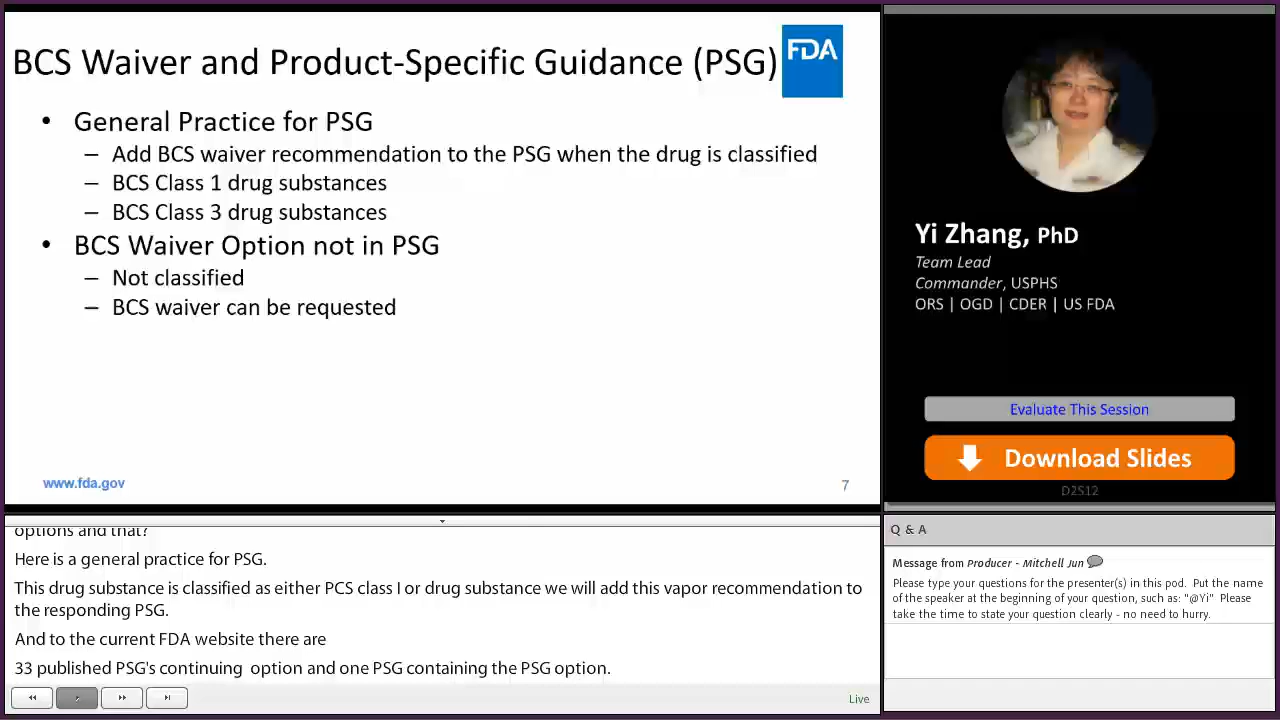 BCS Waiver and Product-Specific Guidance (PSG)
FDA
• General Practice for PSG
– Add BCS waiver recommendation to the PSG when the drug is classified
– BCS Class 1 drug substances
– BCS Class 3 drug substances
• BCS Waiver Option not in PSG
– Not classified
– BCS waiver can be requested
www.fda.gov
7
Yi Zhang, PhD
Team Lead
Commander, USPHS
ORS | OGD | CDER | US FDA
Evaluate This Session
Download Slides
D2S12
options and that?
Here is a general practice for PSG.
This drug substance is classified as either PCS class I or drug substance we will add this vapor recommendation to
the responding PSG.
And to the current FDA website there are
33 published PSG's continuing  option and one PSG containing the PSG option.
Live
Q & A
Message from Producer - Mitchell Jun
Please type your questions for the presenter(s) in this pod.  Put the name
of the speaker at the beginning of your question, such as: "@Yi"  Please
take the time to state your question clearly - no need to hurry.